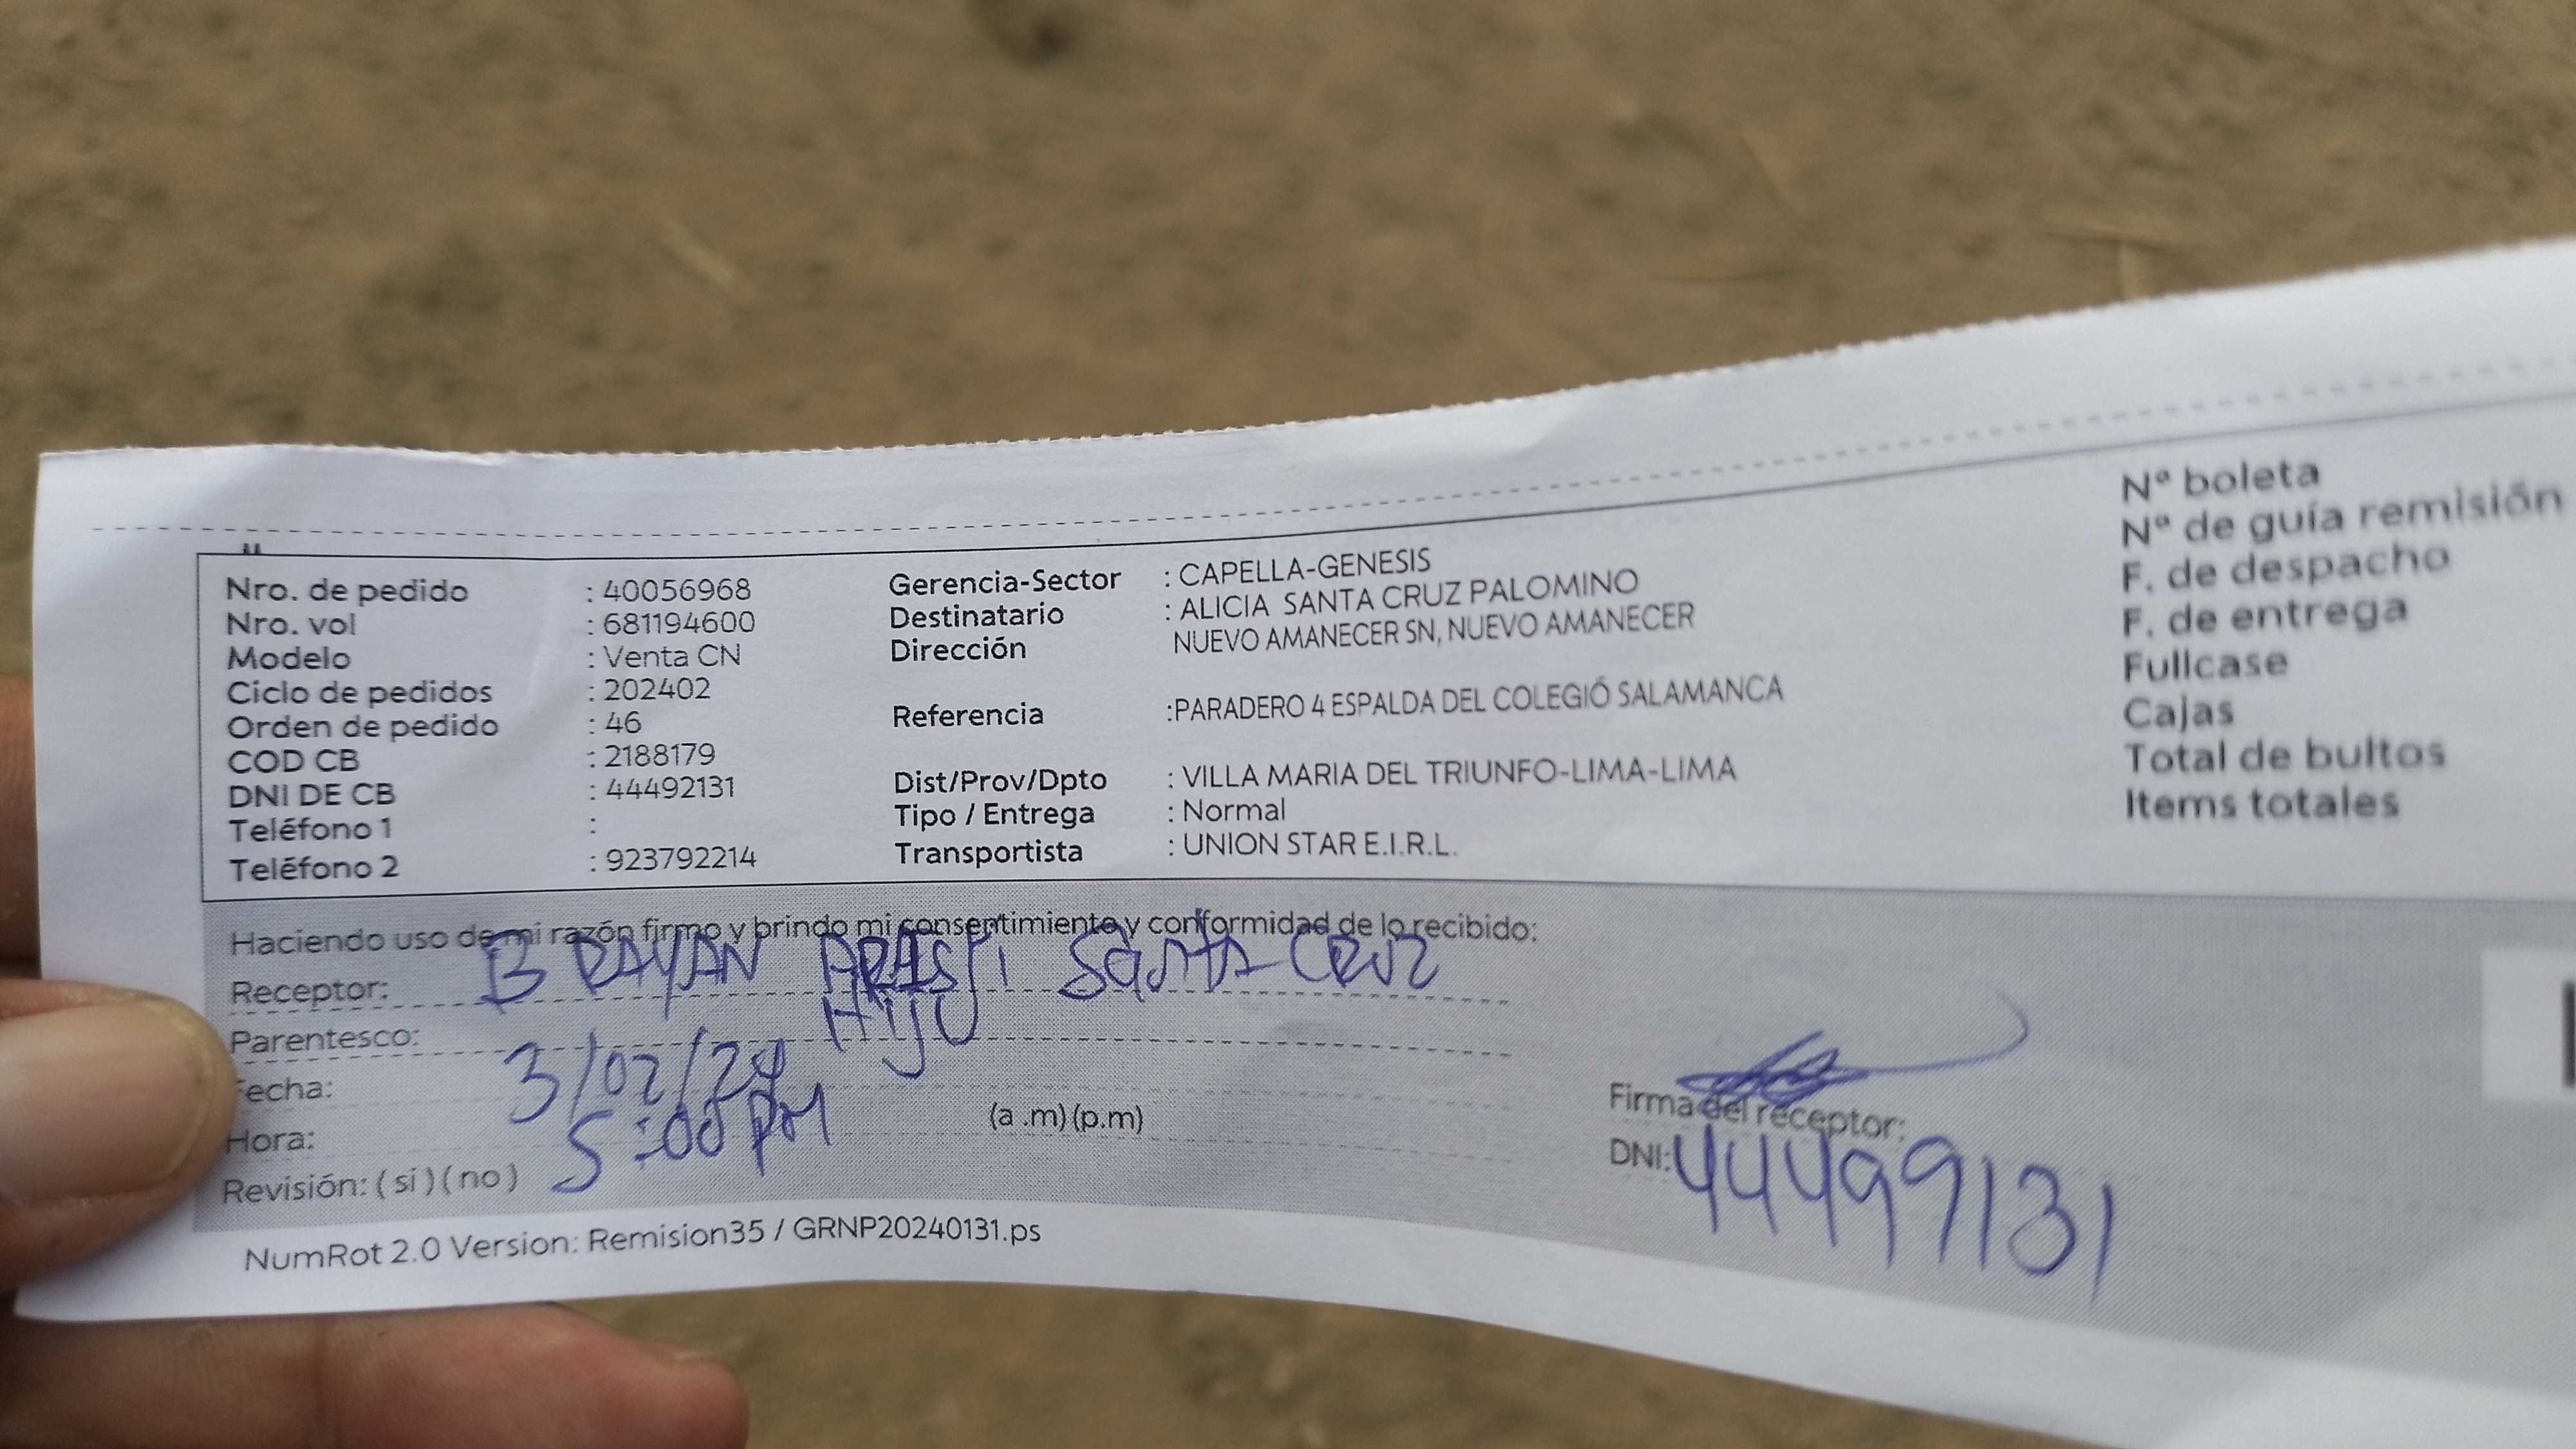 Nro. de pedido : 40056968
Nro. vol : 681194600
Modelo : Venta CN
Ciclo de pedidos : 202402
Orden de pedido : 46
COD CB : 2188179
DNI DE CB : 44492131
Teléfono 1 :
Teléfono 2 : 923792214
Gerencia-Sector : CAPELLA-GENESIS
Destinatario : ALICIA SANTA CRUZ PALOMINO
Dirección NUEVO AMANECER SN, NUEVO AMANECER
Referencia :PARADERO 4 ESPALDA DEL COLEGIÓ SALAMANCA
Dist/Prov/Dpto : VILLA MARIA DEL TRIUNFO-LIMA-LIMA
Tipo / Entrega : Normal
Transportista : UNION STAR E.I.R.L.
Nº boleta
Nº de guía remisión
F. de despacho
F. de entrega
Fullcase
Cajas
Total de bultos
Items totales
Haciendo uso de mi razón firmo y brindo mi consentimiento y conformidad de lo recibido:
Receptor: BRAYAN Santa CRUZ
Parentesco: Hijo
Fecha: 3/02/24
Hora: 5:00 pm (a .m) (p.m)
Revisión: ( si ) ( no )
Firma del receptor:
DNI: 44499131
NumRot 2.0 Version: Remision35 / GRNP20240131.ps